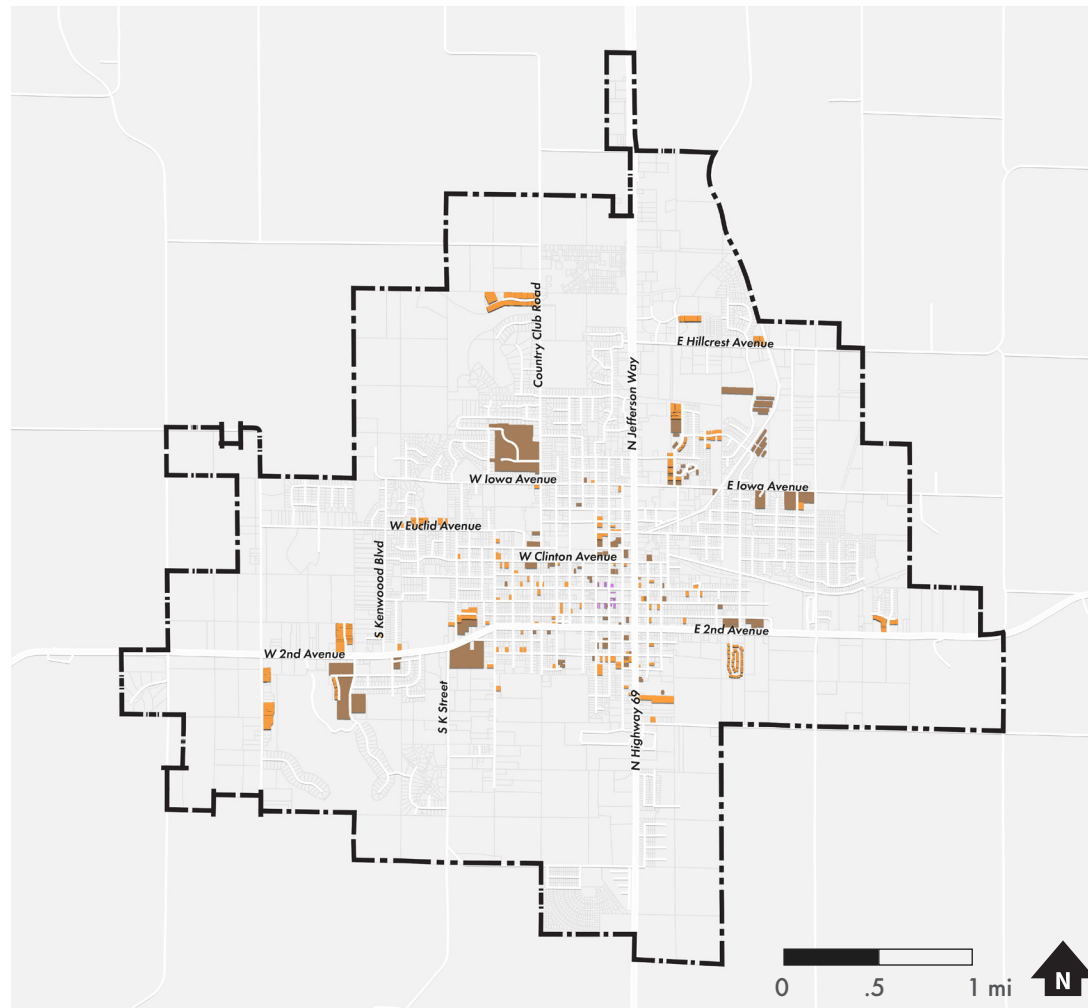 Country Club Road
E Hillcrest Avenue
N Jefferson Way
W Iowa Avenue
E Iowa Avenue
W Euclid Avenue
S Kenwoood Blvd
W Clinton Avenue
E 2nd Avenue
W 2nd Avenue
S K Street
N Highway 69
0 .5 1 mi
N